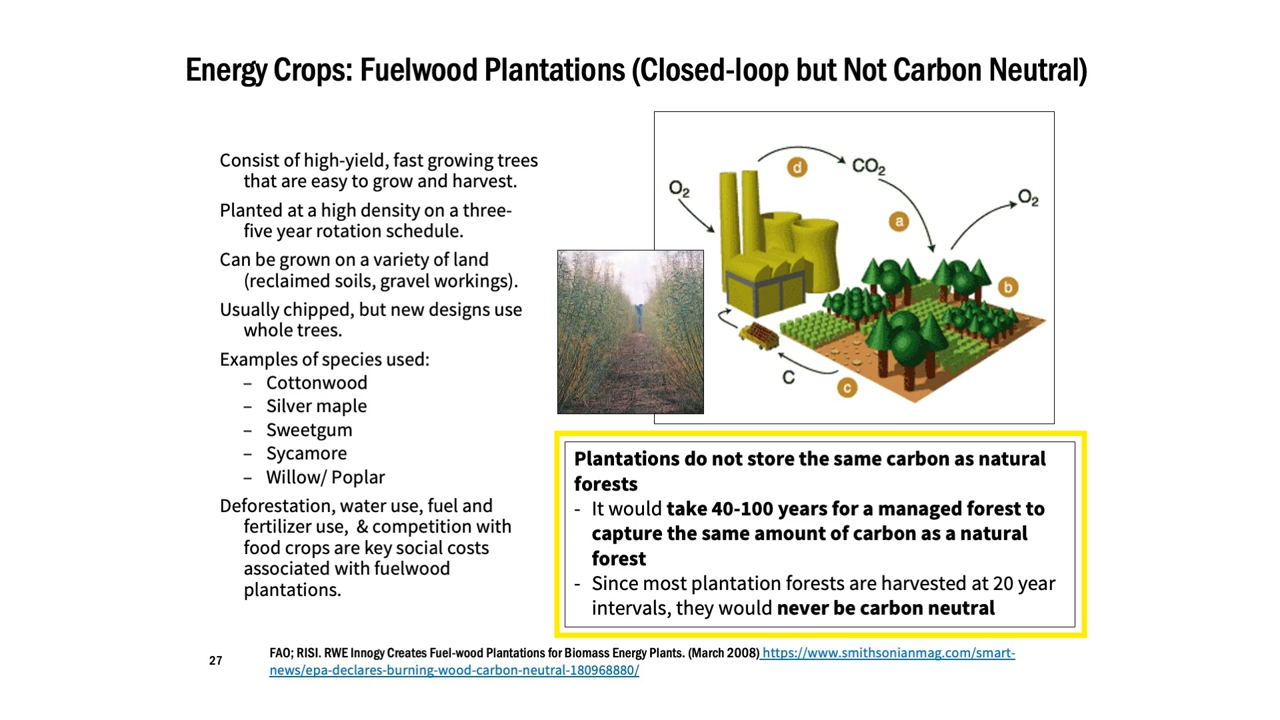 Energy Crops: Fuelwood Plantations (Closed-loop but Not Carbon Neutral)
Consist of high-yield, fast growing trees
that are easy to grow and harvest.
Planted at a high density on a three-
five year rotation schedule.
Can be grown on a variety of land
(reclaimed soils, gravel workings).
Usually chipped, but new designs use
whole trees.
Examples of species used:
– Cottonwood
– Silver maple
– Sweetgum
– Sycamore
– Willow/ Poplar
Deforestation, water use, fuel and
fertilizer use, & competition with
food crops are key social costs
associated with fuelwood
plantations.
O2
d
CO2
a
O2
b
C
c
Plantations do not store the same carbon as natural
forests
- It would take 40-100 years for a managed forest to
capture the same amount of carbon as a natural
forest
- Since most plantation forests are harvested at 20 year
intervals, they would never be carbon neutral
27
FAO; RISI. RWE Innogy Creates Fuel-wood Plantations for Biomass Energy Plants. (March 2008) https://www.smithsonianmag.com/smart-
news/epa-declares-burning-wood-carbon-neutral-180968880/